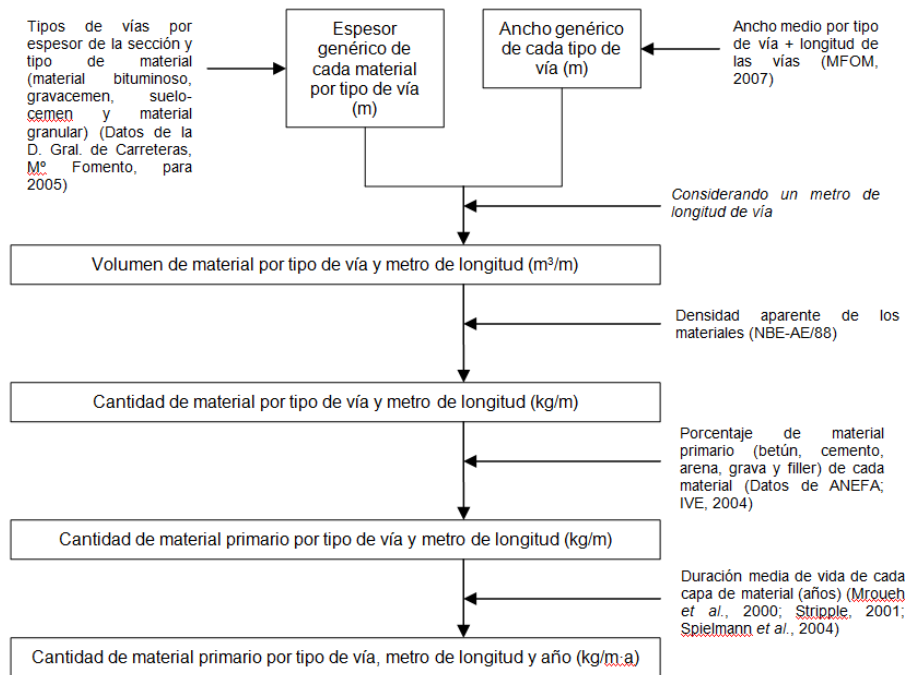 Tipos de vías por
espesor de la sección y
tipo de material
(material bituminoso,
gravacemen, suelo-
cemen y material
granular) (Datos de la
D. Gral. de Carreteras,
Mº Fomento, para
2005)
Espesor
genérico de
cada material
por tipo de vía
(m)
Ancho genérico
de cada tipo de
vía (m)
Ancho medio por tipo
de vía + longitud de
las vías (MFOM,
2007)
Considerando un metro de
longitud de vía
Volumen de material por tipo de vía y metro de longitud (m³/m)
Densidad aparente de los
materiales (NBE-AE/88)
Cantidad de material por tipo de vía y metro de longitud (kg/m)
Porcentaje de material
primario (betún, cemento,
arena, grava y filler) de cada
material (Datos de ANEFA;
IVE, 2004)
Cantidad de material primario por tipo de vía y metro de longitud (kg/m)
Duración media de vida de cada
capa de material (años) (Mroueh
et al., 2000; Stripple, 2001;
Spielmann et al., 2004)
Cantidad de material primario por tipo de vía, metro de longitud y año (kg/m·a)